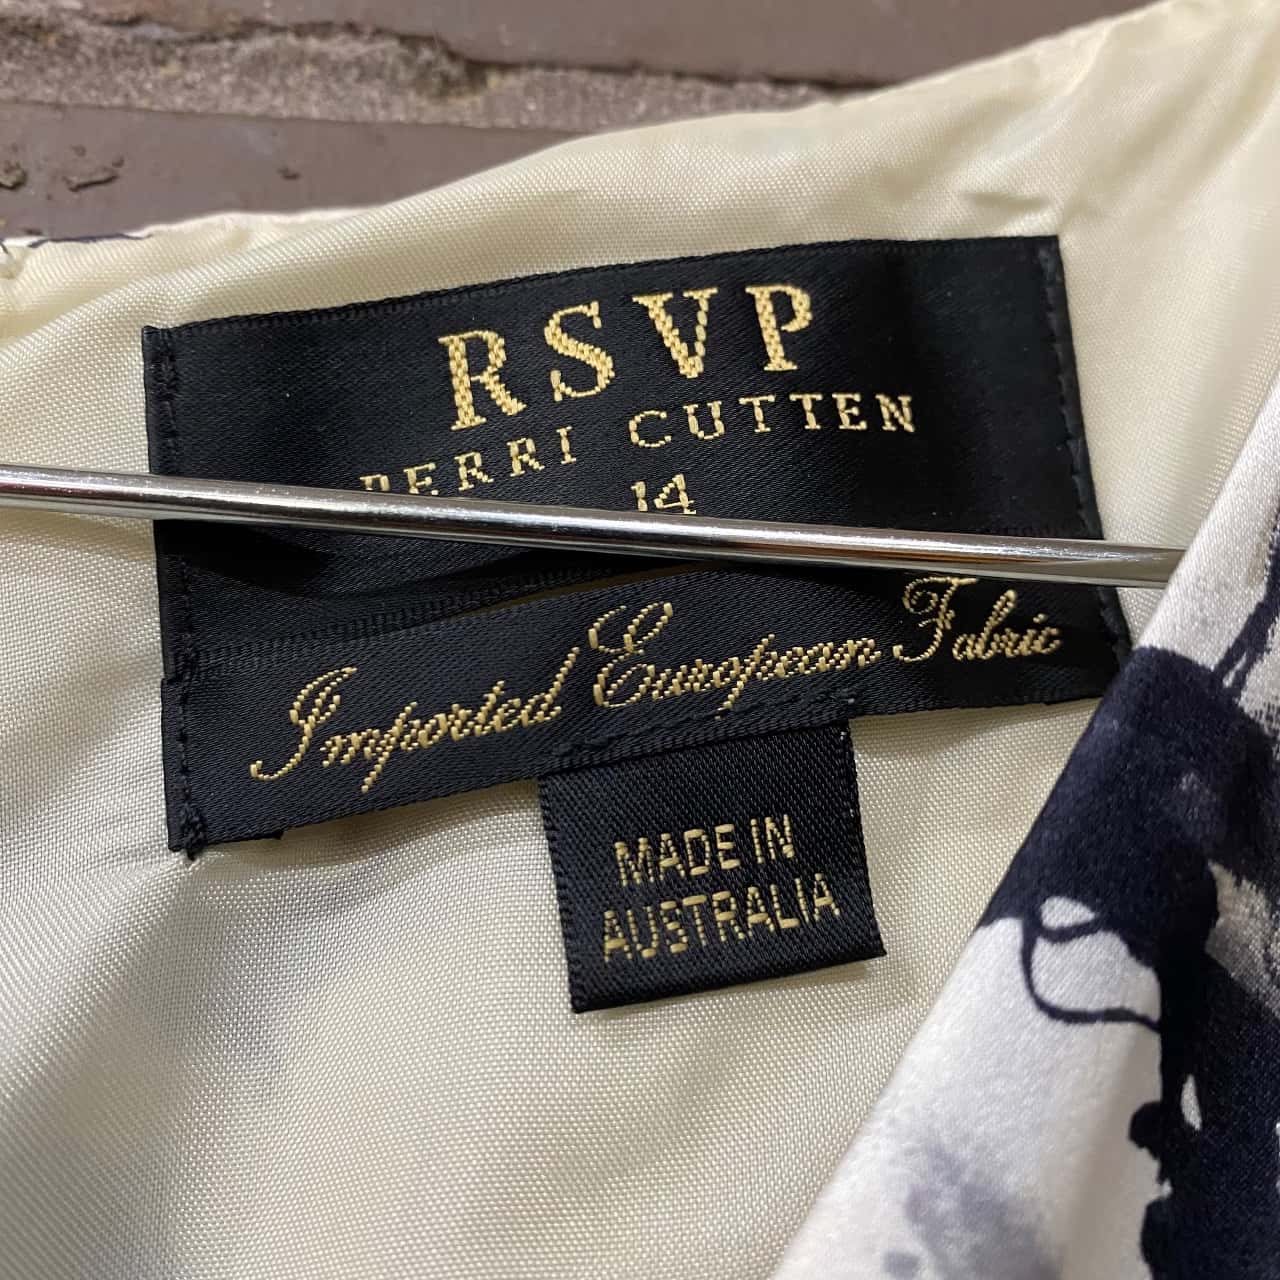 RSVP
PERRI CUTTEN
14
Imported European Fabric
MADE IN
AUSTRALIA